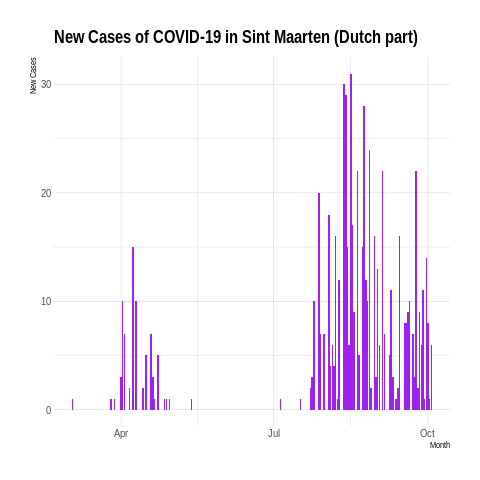 New Cases of COVID-19 in Sint Maarten (Dutch part)
New Cases
30
20
10
0
Apr
Jul
Oct
Month